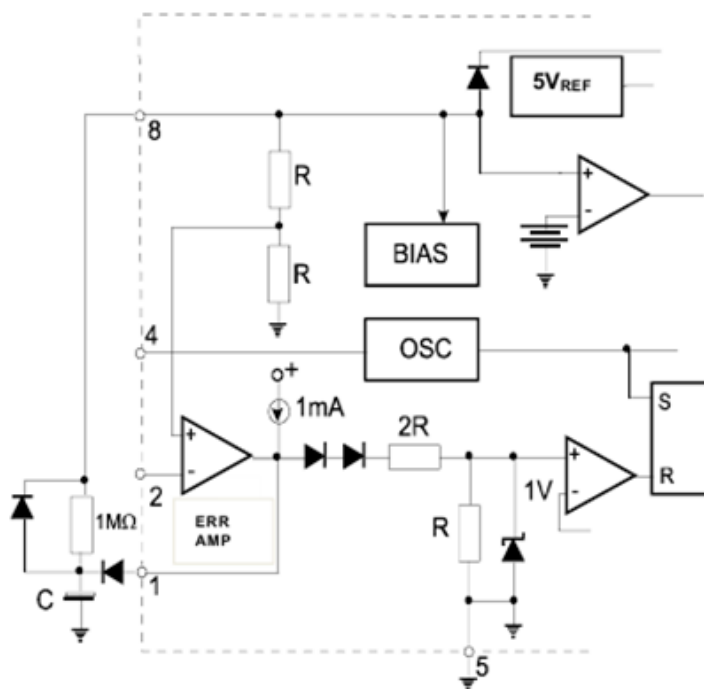 5VREF
8
R
+
-
R
BIAS
4
OSC
+
1mA
S
2R
+
+
1V
-
R
-
2
ERR
AMP
1MΩ
R
C
1
5